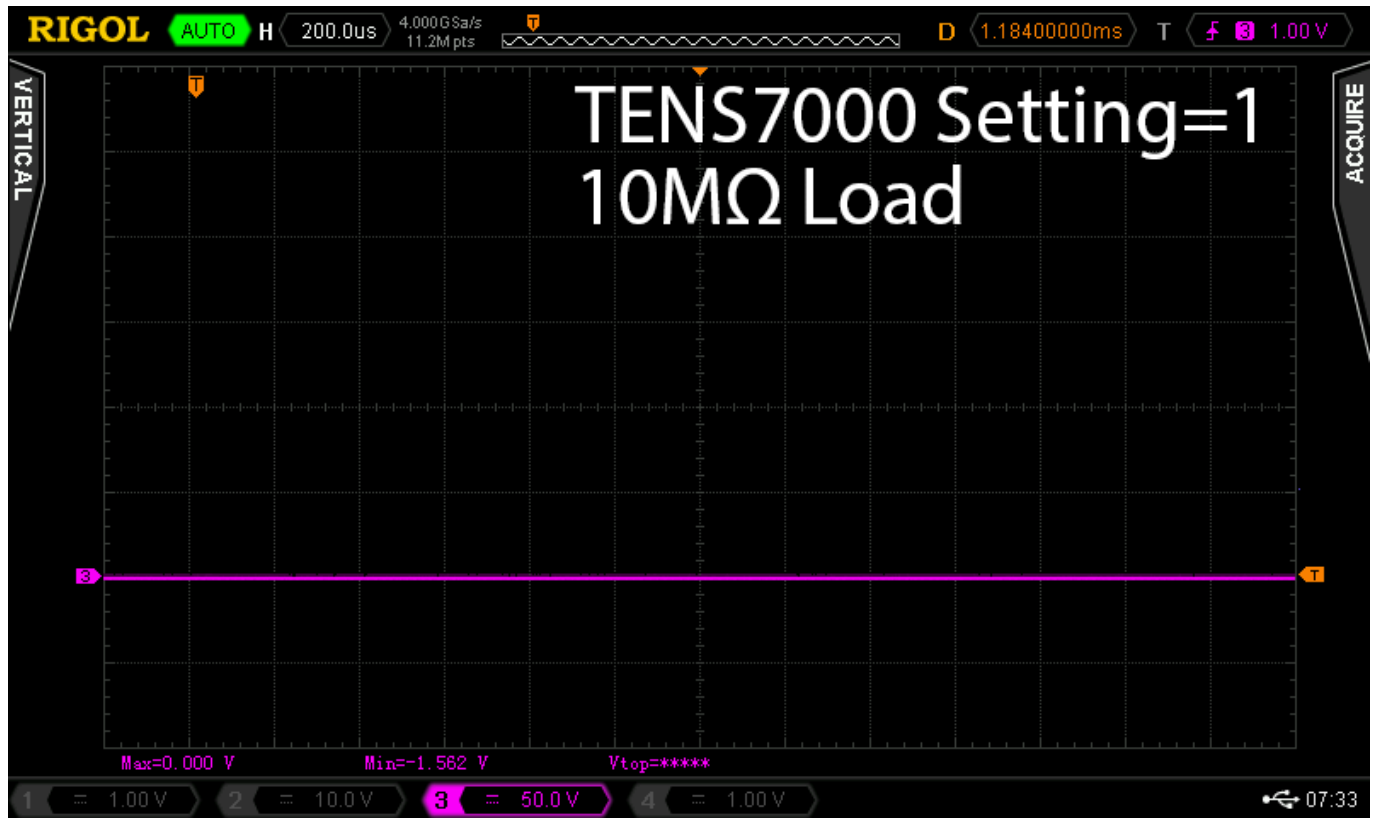 RIGOL AUTO H 200.0us 4.000GSa/s 11.2Mpts T D 1.18400000ms T 3 1.00 V
VERTICAL
T
ACQUIRE
TENS7000 Setting=1
10MΩ Load
3
T
Max=0.000 V Min=-1.562 V Vtop=*****
1 1.00 V 2 10.0 V 3 50.0 V 4 1.00 V 07:33